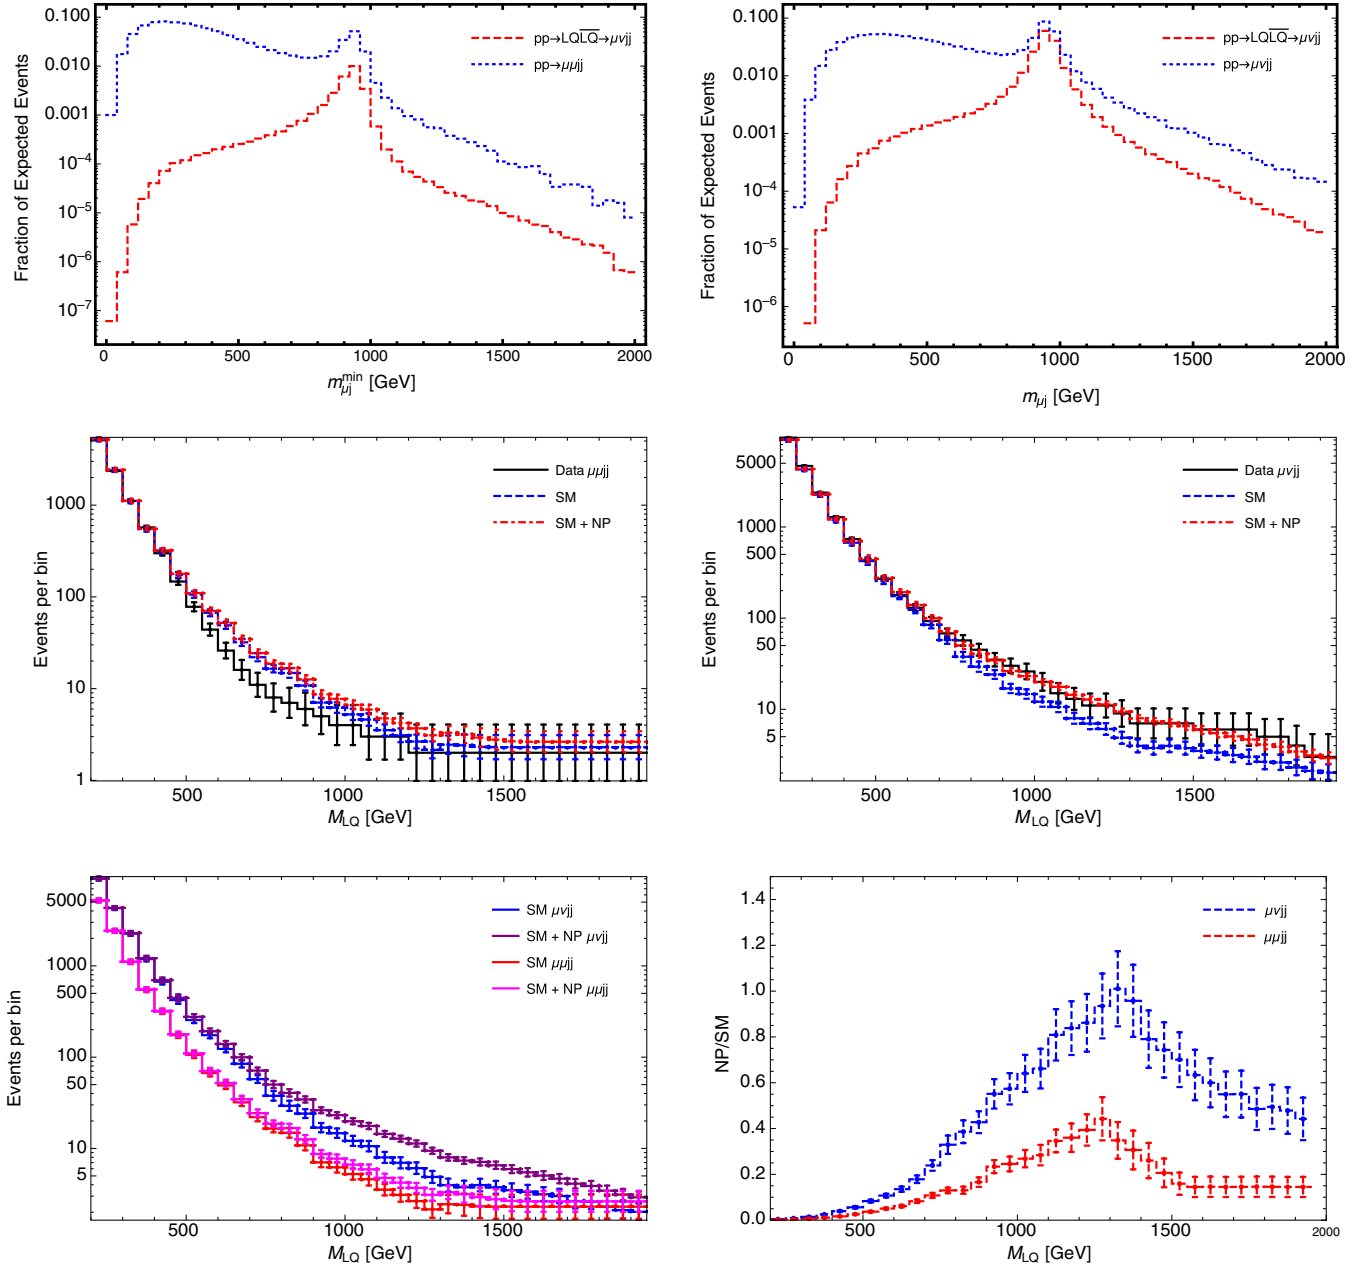 0.100
0.010
0.001
10⁻⁴
10⁻⁵
10⁻⁶
10⁻⁷
Fraction of Expected Events
pp→LQL̅Q̅→μνjj
pp→μμjj
0 500 1000 1500 2000
m_μj^min [GeV]
0.100
0.010
0.001
10⁻⁴
10⁻⁵
10⁻⁶
Fraction of Expected Events
pp→LQL̅Q̅→μνjj
pp→μνjj
0 500 1000 1500 2000
m_μj [GeV]
1000
100
10
1
Events per bin
Data μμjj
SM
SM + NP
500 1000 1500
M_LQ [GeV]
5000
1000
500
100
50
10
5
Events per bin
Data μνjj
SM
SM + NP
500 1000 1500
M_LQ [GeV]
5000
1000
500
100
50
10
5
Events per bin
SM μνjj
SM + NP μνjj
SM μμjj
SM + NP μμjj
500 1000 1500
M_LQ [GeV]
1.4
1.2
1.0
0.8
0.6
0.4
0.2
0.0
NP/SM
μνjj
μμjj
500 1000 1500 2000
M_LQ [GeV]